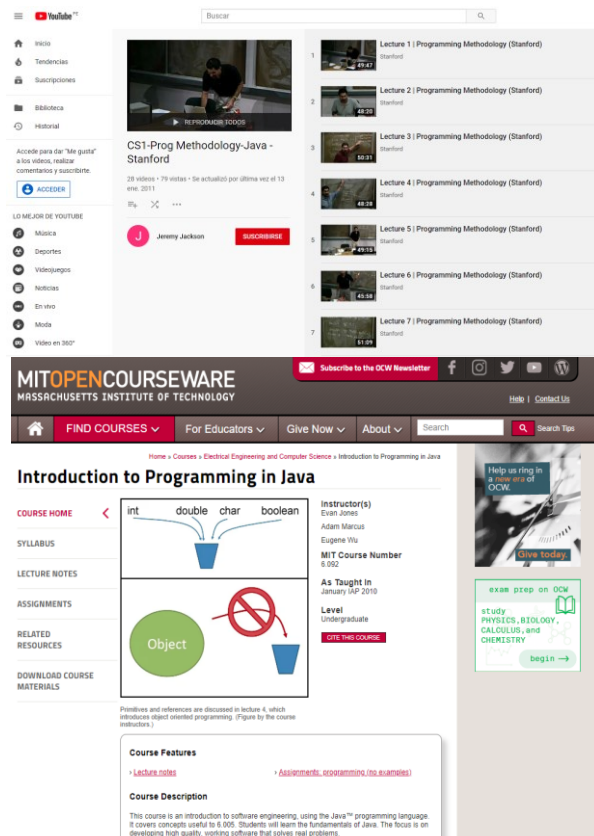 YouTube PE
Buscar
Inicio
Tendencias
Suscripciones
Biblioteca
Historial
Accede para dar "Me gusta"
a los videos, realizar
comentarios y suscribirte.
ACCEDER
LO MEJOR DE YOUTUBE
Música
Deportes
Videojuegos
Noticias
En vivo
Moda
Video en 360°
REPRODUCIR TODOS
CS1-Prog Methodology-Java -
Stanford
28 videos • 79 vistas • Se actualizó por última vez el 13
ene. 2011
J
Jeremy Jackson
SUSCRIBIRSE
1
49:47
Lecture 1 | Programming Methodology (Stanford)
Stanford
2
48:20
Lecture 2 | Programming Methodology (Stanford)
Stanford
3
50:31
Lecture 3 | Programming Methodology (Stanford)
Stanford
4
48:28
Lecture 4 | Programming Methodology (Stanford)
Stanford
5
49:15
Lecture 5 | Programming Methodology (Stanford)
Stanford
6
45:58
Lecture 6 | Programming Methodology (Stanford)
Stanford
7
51:09
Lecture 7 | Programming Methodology (Stanford)
Stanford
MITOPENCOURSEWARE
MASSACHUSETTS INSTITUTE OF TECHNOLOGY
Subscribe to the OCW Newsletter
Help | Contact Us
FIND COURSES
For Educators
Give Now
About
Search
Search Tips
Home » Courses » Electrical Engineering and Computer Science » Introduction to Programming in Java
Introduction to Programming in Java
COURSE HOME
SYLLABUS
LECTURE NOTES
ASSIGNMENTS
RELATED
RESOURCES
DOWNLOAD COURSE
MATERIALS
int double char boolean
Object
Primitives and references are discussed in lecture 4, which
introduces object oriented programming. (Figure by the course
instructors.)
Instructor(s)
Evan Jones
Adam Marcus
Eugene Wu
MIT Course Number
6.092
As Taught In
January IAP 2010
Level
Undergraduate
CITE THIS COURSE
Help us ring in
a new era of
OCW.
Give today.
exam prep on OCW
study
PHYSICS, BIOLOGY,
CALCULUS, and
CHEMISTRY
begin →
Course Features
› Lecture notes
› Assignments: programming (no examples)
Course Description
This course is an introduction to software engineering, using the Java™ programming language.
It covers concepts useful to 6.005. Students will learn the fundamentals of Java. The focus is on
developing high quality, working software that solves real problems.